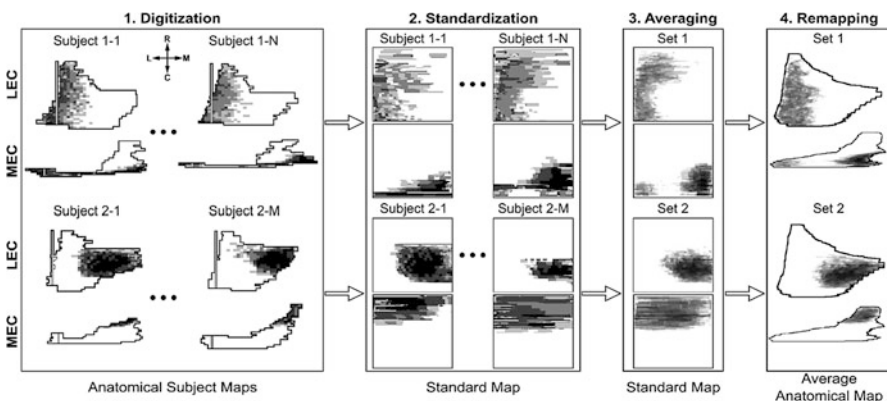 1. Digitization
2. Standardization
3. Averaging
4. Remapping
Subject 1-1
R
L
M
C
Subject 1-N
Subject 1-1
Subject 1-N
Set 1
Set 1
LEC
MEC
Subject 2-1
Subject 2-M
Subject 2-1
Subject 2-M
Set 2
Set 2
LEC
MEC
Anatomical Subject Maps
Standard Map
Standard Map
Average
Anatomical Map